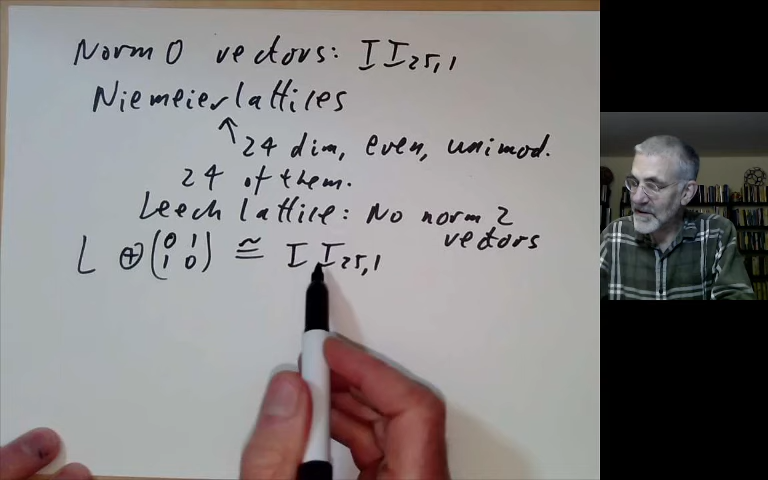 Norm 0 vectors: II₂₅,₁
Niemeier lattices
↑ 24 dim, even, unimod.
24 of them.
Leech lattice: No norm 2
vectors
L ⊕ (0 1 1 0) ≅ II₂₅,₁